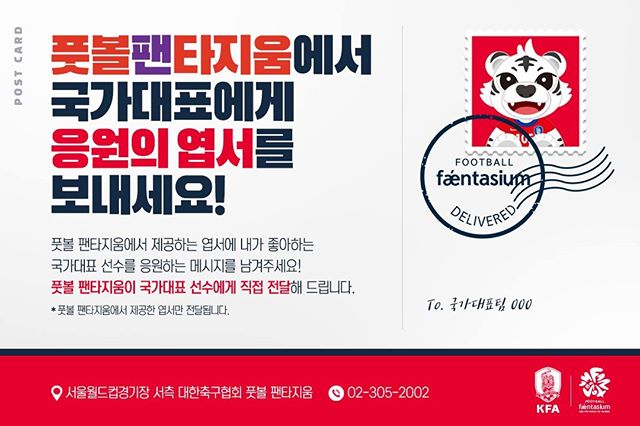 POST CARD
풋볼팬타지움에서
국가대표에게
응원의 엽서를
보내세요!
풋볼 팬타지움에서 제공하는 엽서에 내가 좋아하는
국가대표 선수를 응원하는 메시지를 남겨주세요!
풋볼 팬타지움이 국가대표 선수에게 직접 전달해 드립니다.
*풋볼 팬타지움에서 제공한 엽서만 전달됩니다.
FOOTBALL
fæntasium
DELIVERED
To. 국가대표팀 000
서울월드컵경기장 서측 대한축구협회 풋볼 팬타지움
02-305-2002
KFA
FOOTBALL
fæntasium